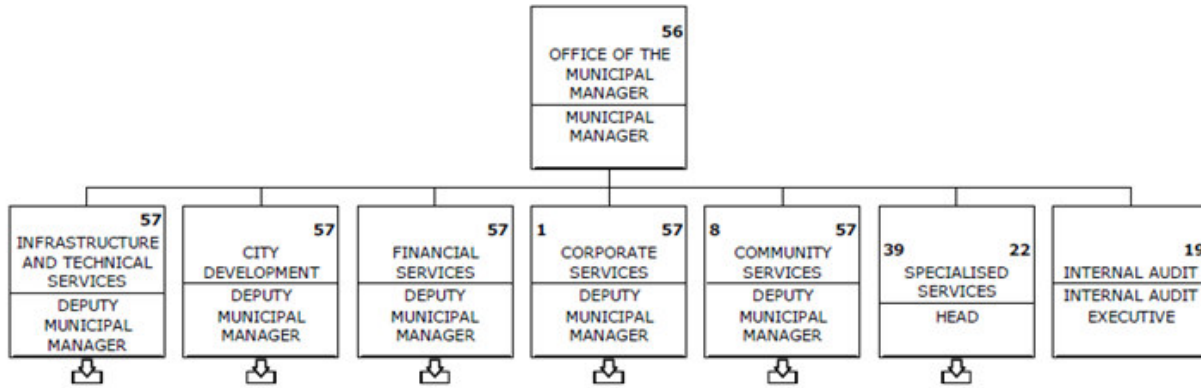 56
OFFICE OF THE
MUNICIPAL
MANAGER
MUNICIPAL
MANAGER
57
INFRASTRUCTURE
AND TECHNICAL
SERVICES
DEPUTY
MUNICIPAL
MANAGER
57
CITY
DEVELOPMENT
DEPUTY
MUNICIPAL
MANAGER
57
FINANCIAL
SERVICES
DEPUTY
MUNICIPAL
MANAGER
1 57
CORPORATE
SERVICES
DEPUTY
MUNICIPAL
MANAGER
8 57
COMMUNITY
SERVICES
DEPUTY
MUNICIPAL
MANAGER
39 22
SPECIALISED
SERVICES
HEAD
19
INTERNAL AUDIT
INTERNAL AUDIT
EXECUTIVE